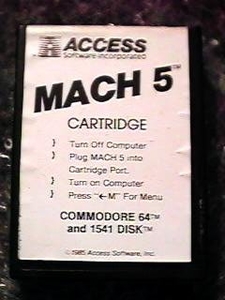 ACCESS
Software Incorporated
MACH 5™
CARTRIDGE
} Turn Off Computer
} Plug MACH 5 into
Cartridge Port.
} Turn on Computer
} Press "←M" For Menu
COMMODORE 64™
and 1541 DISK™
© 1985 Access Software, Inc.